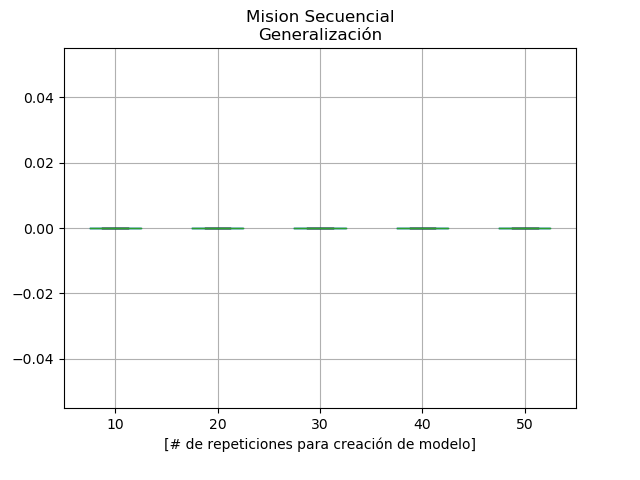 Mision Secuencial
Generalización
0.04
0.02
0.00
−0.02
−0.04
10 20 30 40 50
[# de repeticiones para creación de modelo]